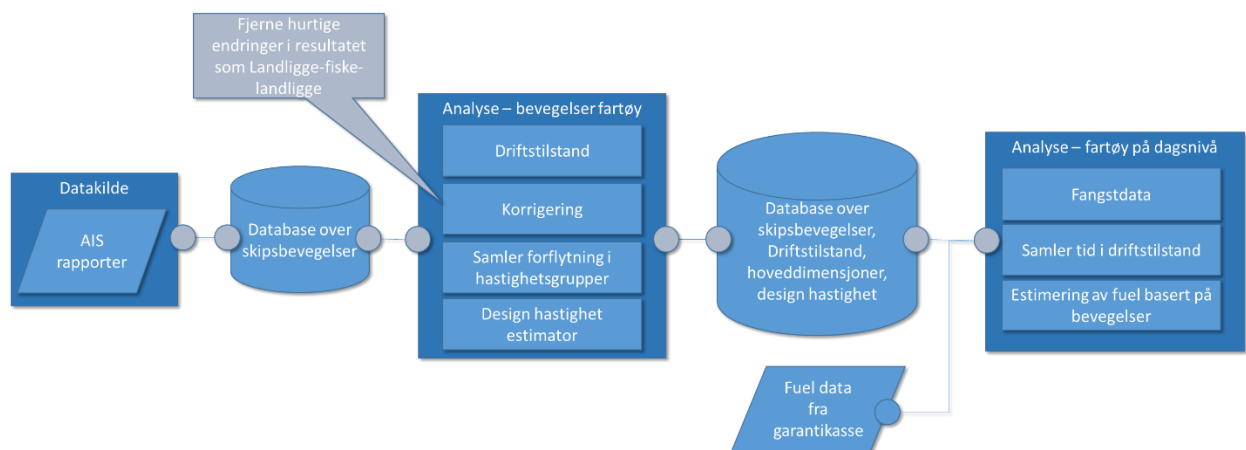 Fjerne hurtige
endringer i resultatet
som Landligge-fiske-
landligge
Datakilde
AIS
rapporter
Database over
skipsbevegelser
Analyse – bevegelser fartøy
Driftstilstand
Korrigering
Samler forflytning i
hastighetsgrupper
Design hastighet
estimator
Database over
skipsbevegelser,
Driftstilstand,
hoveddimensjoner,
design hastighet
Fuel data
fra
garantikasse
Analyse – fartøy på dagsnivå
Fangstdata
Samler tid i driftstilstand
Estimering av fuel basert på
bevegelser